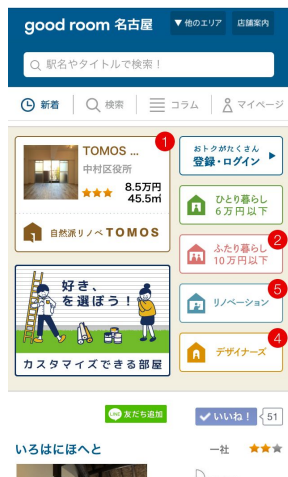 good room 名古屋
▼ 他のエリア
店舗案内
駅名やタイトルで検索！
新着
検索
コラム
マイページ
1
TOMOS ...
中村区役所
★★★
8.5万円
45.5㎡
自然派リノベTOMOS
おトクがたくさん
登録・ログイン ▶
ひとり暮らし
6万円以下
2
ふたり暮らし
10万円以下
5
リノベーション
4
デザイナーズ
好き、
を選ぼう！
カスタマイズできる部屋
LINE 友だち追加
いいね！
51
いろはにほへと
一社
★★★